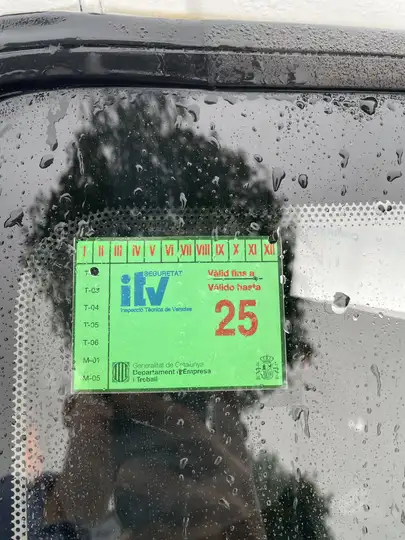 I II III IV V VI VII VIII IX X XI XII
SEGURETAT
itv
Inspecció Tècnica de Vehicles
Vàlid fins a
Válido hasta
25
T-03
T-04
T-05
T-06
M-01
M-05
Generalitat de Catalunya
Departament d'Empresa
i Treball